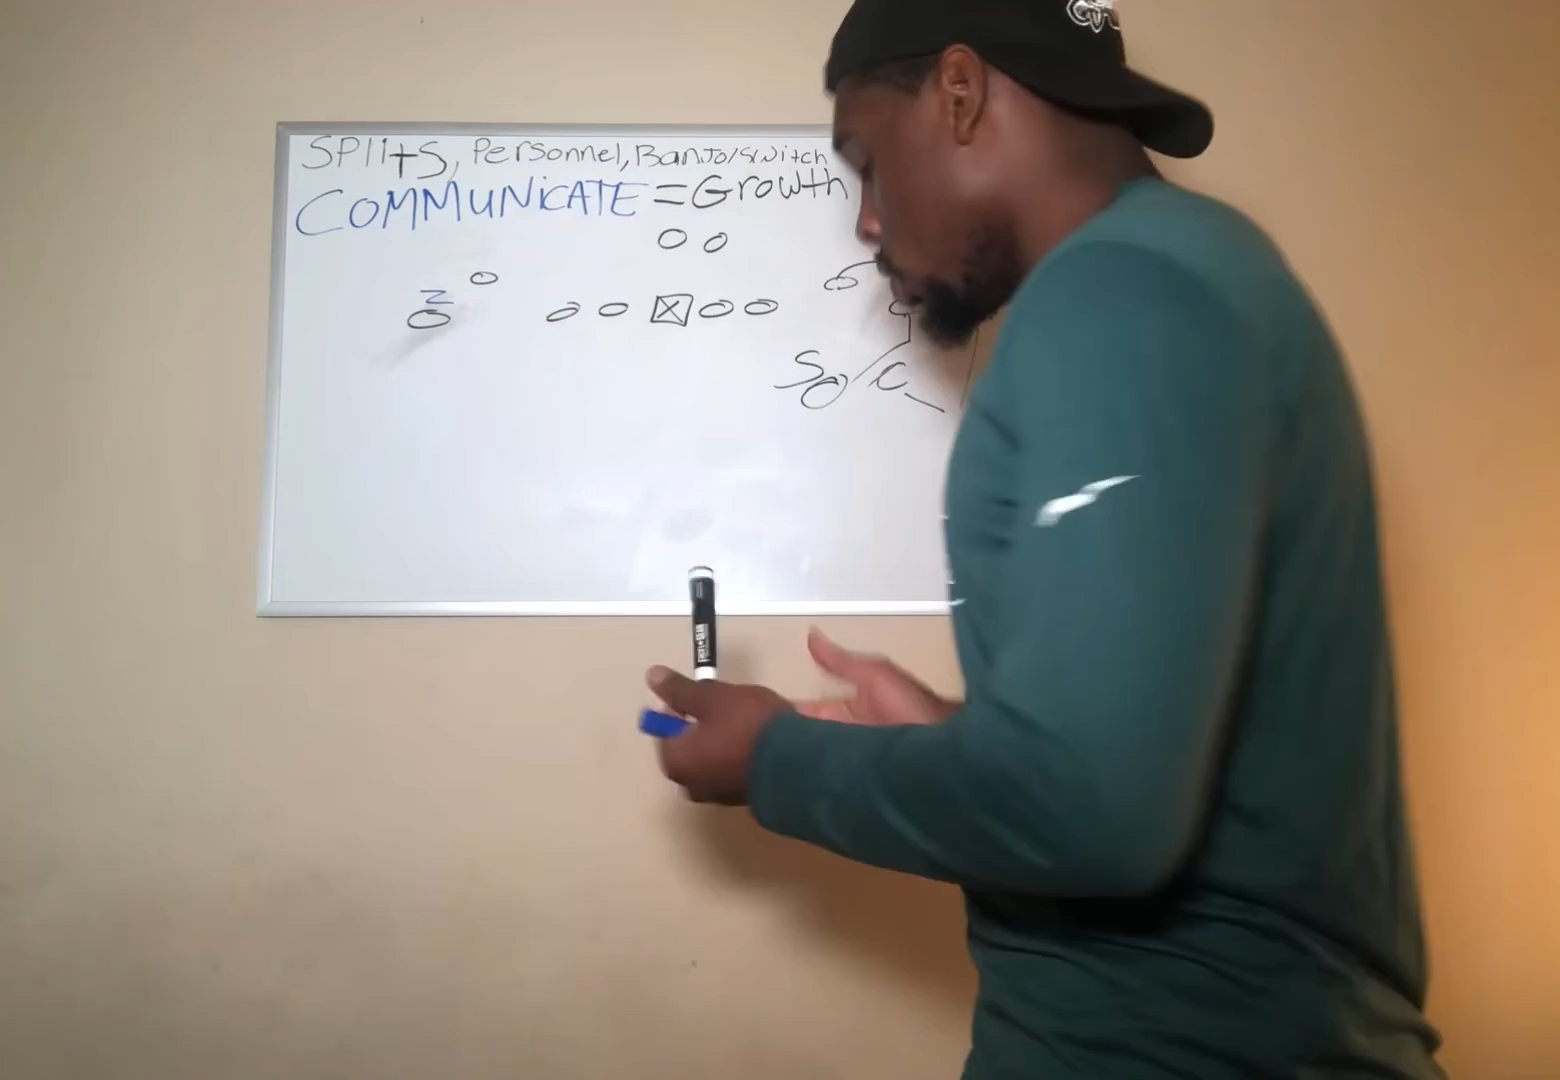 SPlitS, Personnel, Banjo/Switch
COMMUNiCATE = Growth
Z
X
S / C